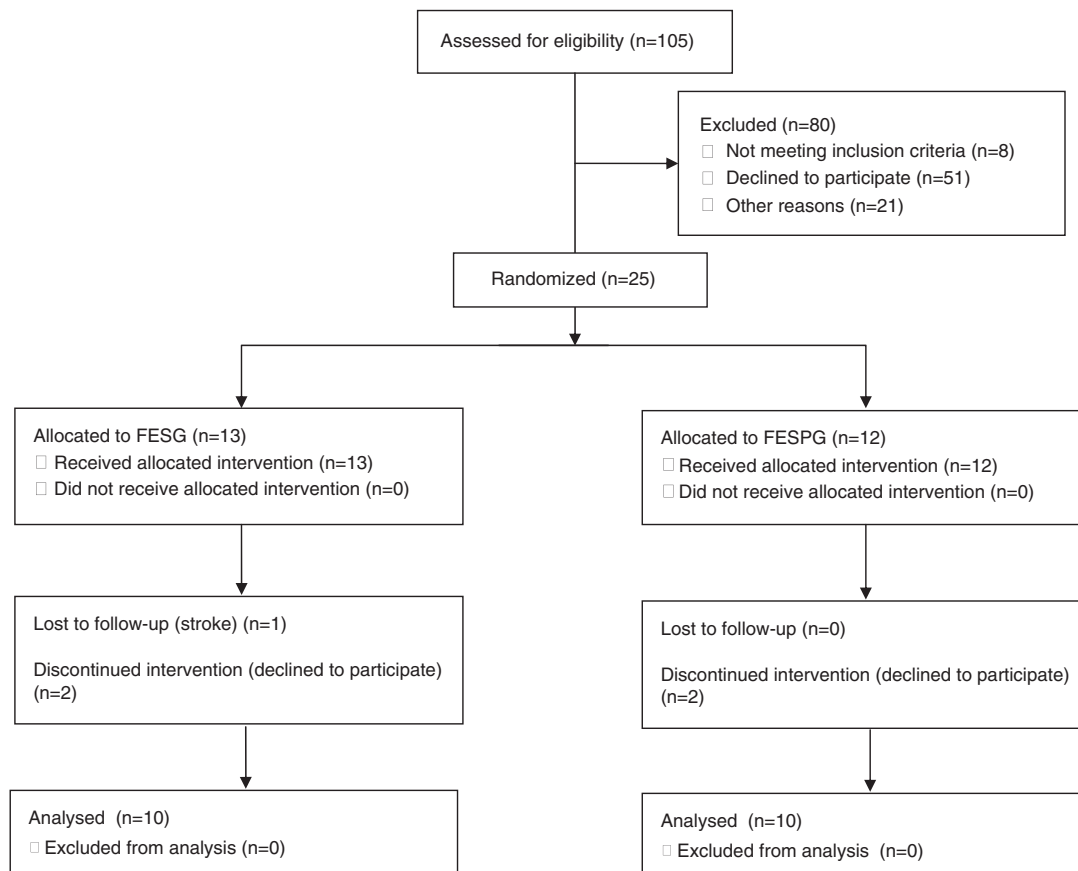 Assessed for eligibility (n=105)
Excluded (n=80)
Not meeting inclusion criteria (n=8)
Declined to participate (n=51)
Other reasons (n=21)
Randomized (n=25)
Allocated to FESG (n=13)
Received allocated intervention (n=13)
Did not receive allocated intervention (n=0)
Allocated to FESPG (n=12)
Received allocated intervention (n=12)
Did not receive allocated intervention (n=0)
Lost to follow-up (stroke) (n=1)
Discontinued intervention (declined to participate)
(n=2)
Lost to follow-up (n=0)
Discontinued intervention (declined to participate)
(n=2)
Analysed (n=10)
Excluded from analysis (n=0)
Analysed (n=10)
Excluded from analysis (n=0)